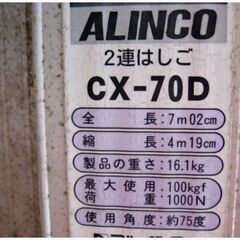 ALINCO
2連はしご
CX-70D
全長:7m02cm
縮長:4m19cm
製品の重さ:16.1kg
最大使用荷重:100kgf 1000N
使用角度:約75度